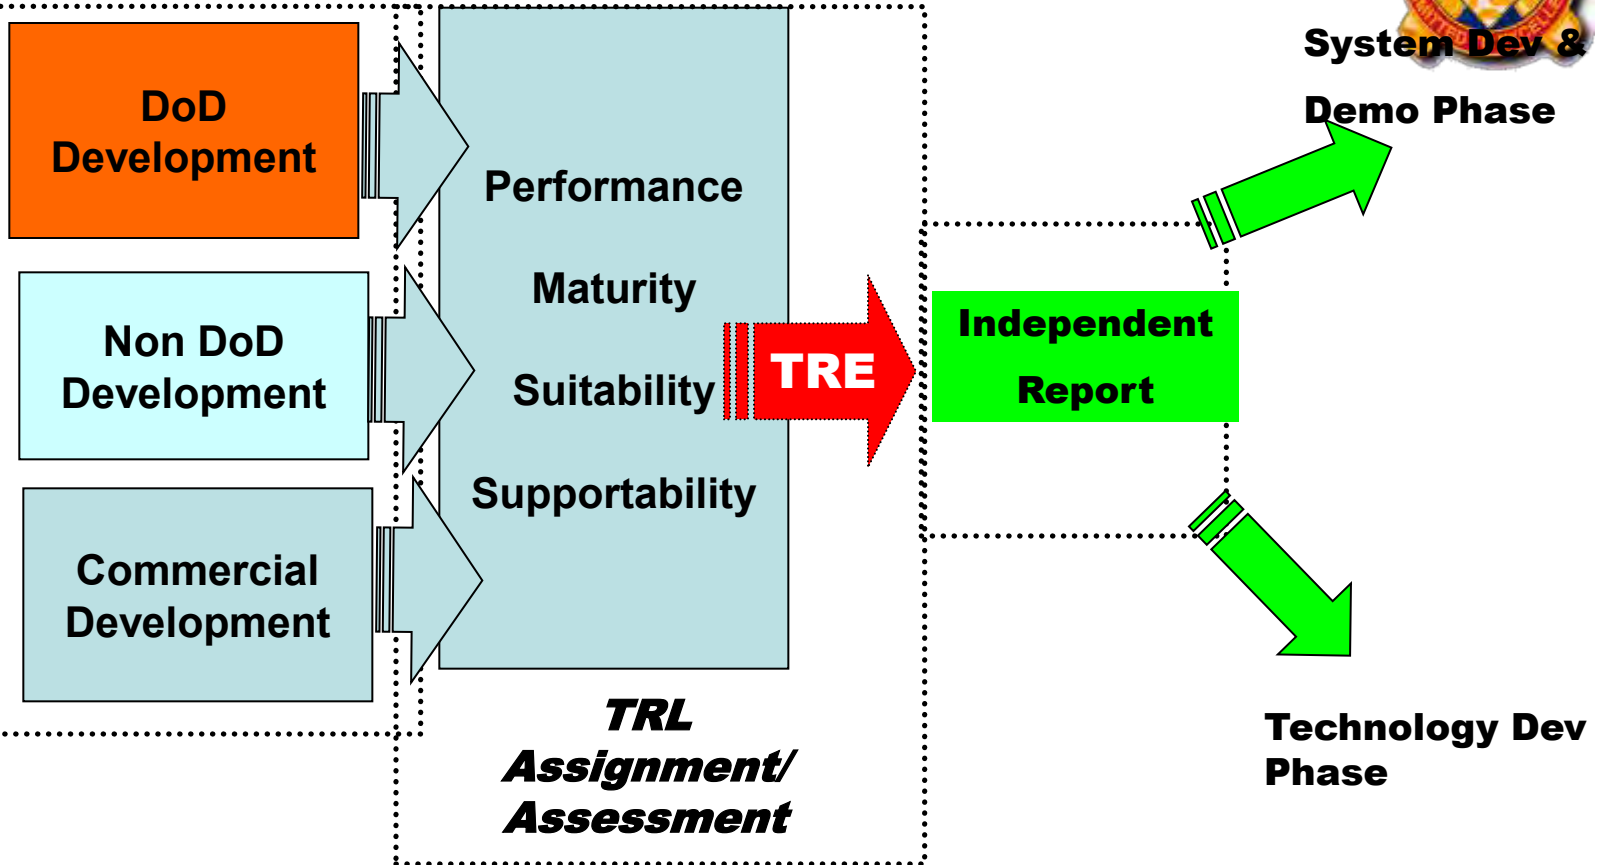 DoD
Development
Non DoD
Development
Commercial
Development
Performance
Maturity
Suitability
Supportability
TRL
Assignment/
Assessment
TRE
Independent
Report
System Dev &
Demo Phase
Technology Dev
Phase